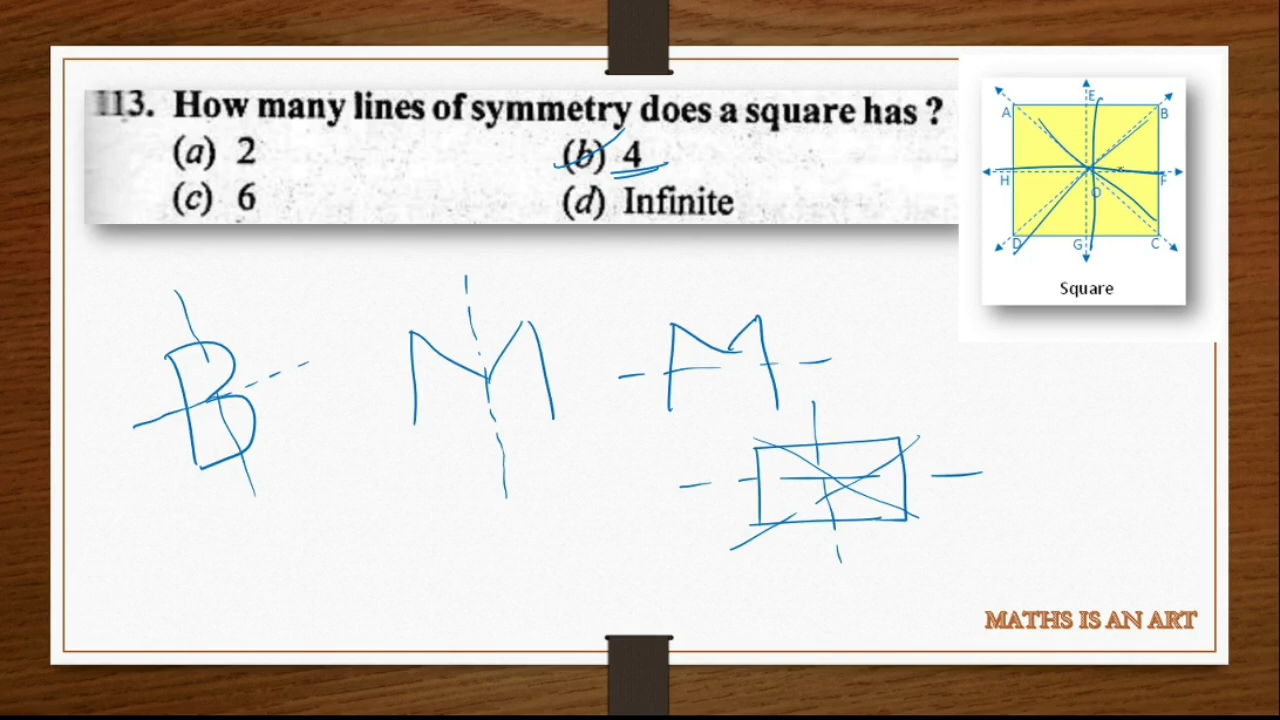 113. How many lines of symmetry does a square has ?
(a) 2 (b) 4
(c) 6 (d) Infinite
E
A B
H F
O
D G C
Square
B M M
MATHS IS AN ART